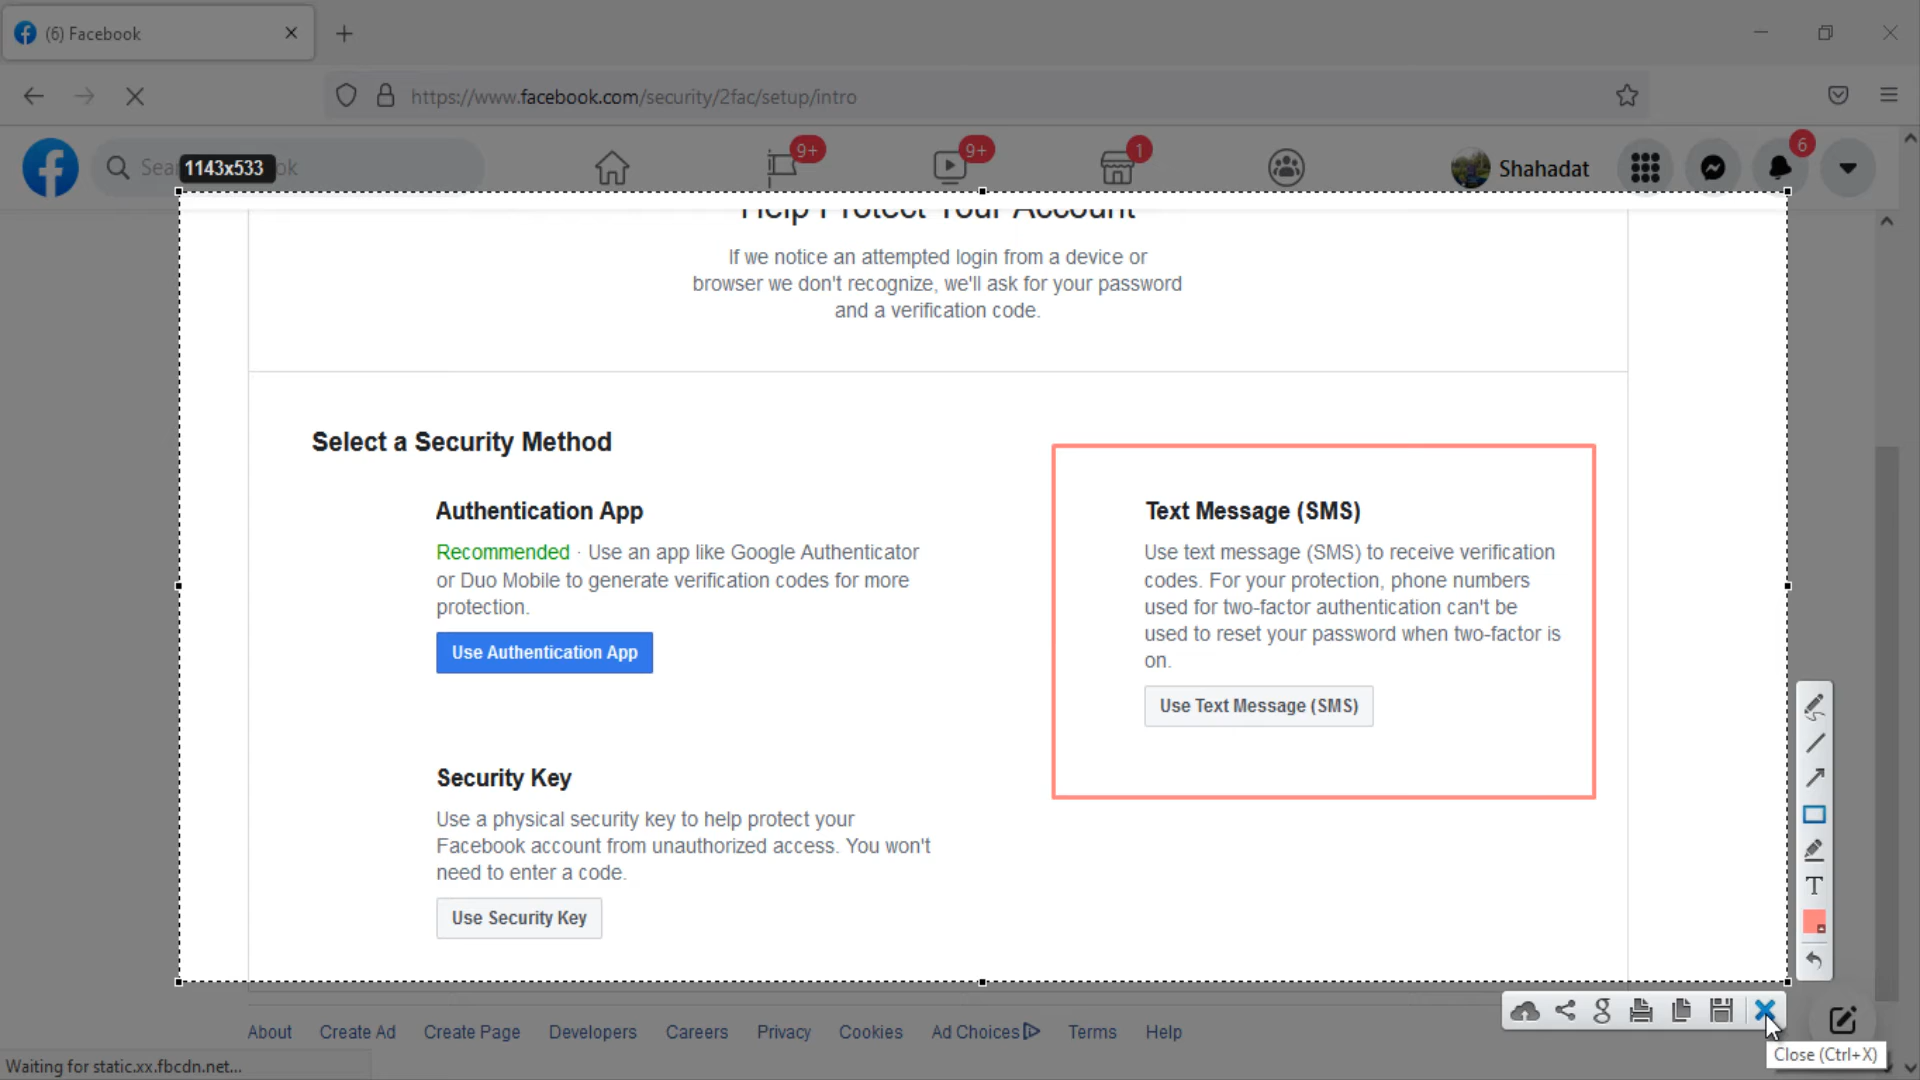 (6) Facebook
https://www.facebook.com/security/2fac/setup/intro
9+
9+
1
6
Sea
1143x533
ok
Shahadat
Help Protect Your Account
If we notice an attempted login from a device or
browser we don't recognize, we'll ask for your password
and a verification code.
Select a Security Method
Authentication App
Recommended · Use an app like Google Authenticator
or Duo Mobile to generate verification codes for more
protection.
Use Authentication App
Text Message (SMS)
Use text message (SMS) to receive verification
codes. For your protection, phone numbers
used for two-factor authentication can't be
used to reset your password when two-factor is
on.
Use Text Message (SMS)
Security Key
Use a physical security key to help protect your
Facebook account from unauthorized access. You won't
need to enter a code.
Use Security Key
About Create Ad Create Page Developers Careers Privacy Cookies Ad Choices Terms Help
Waiting for static.xx.fbcdn.net...
Close (Ctrl+X)